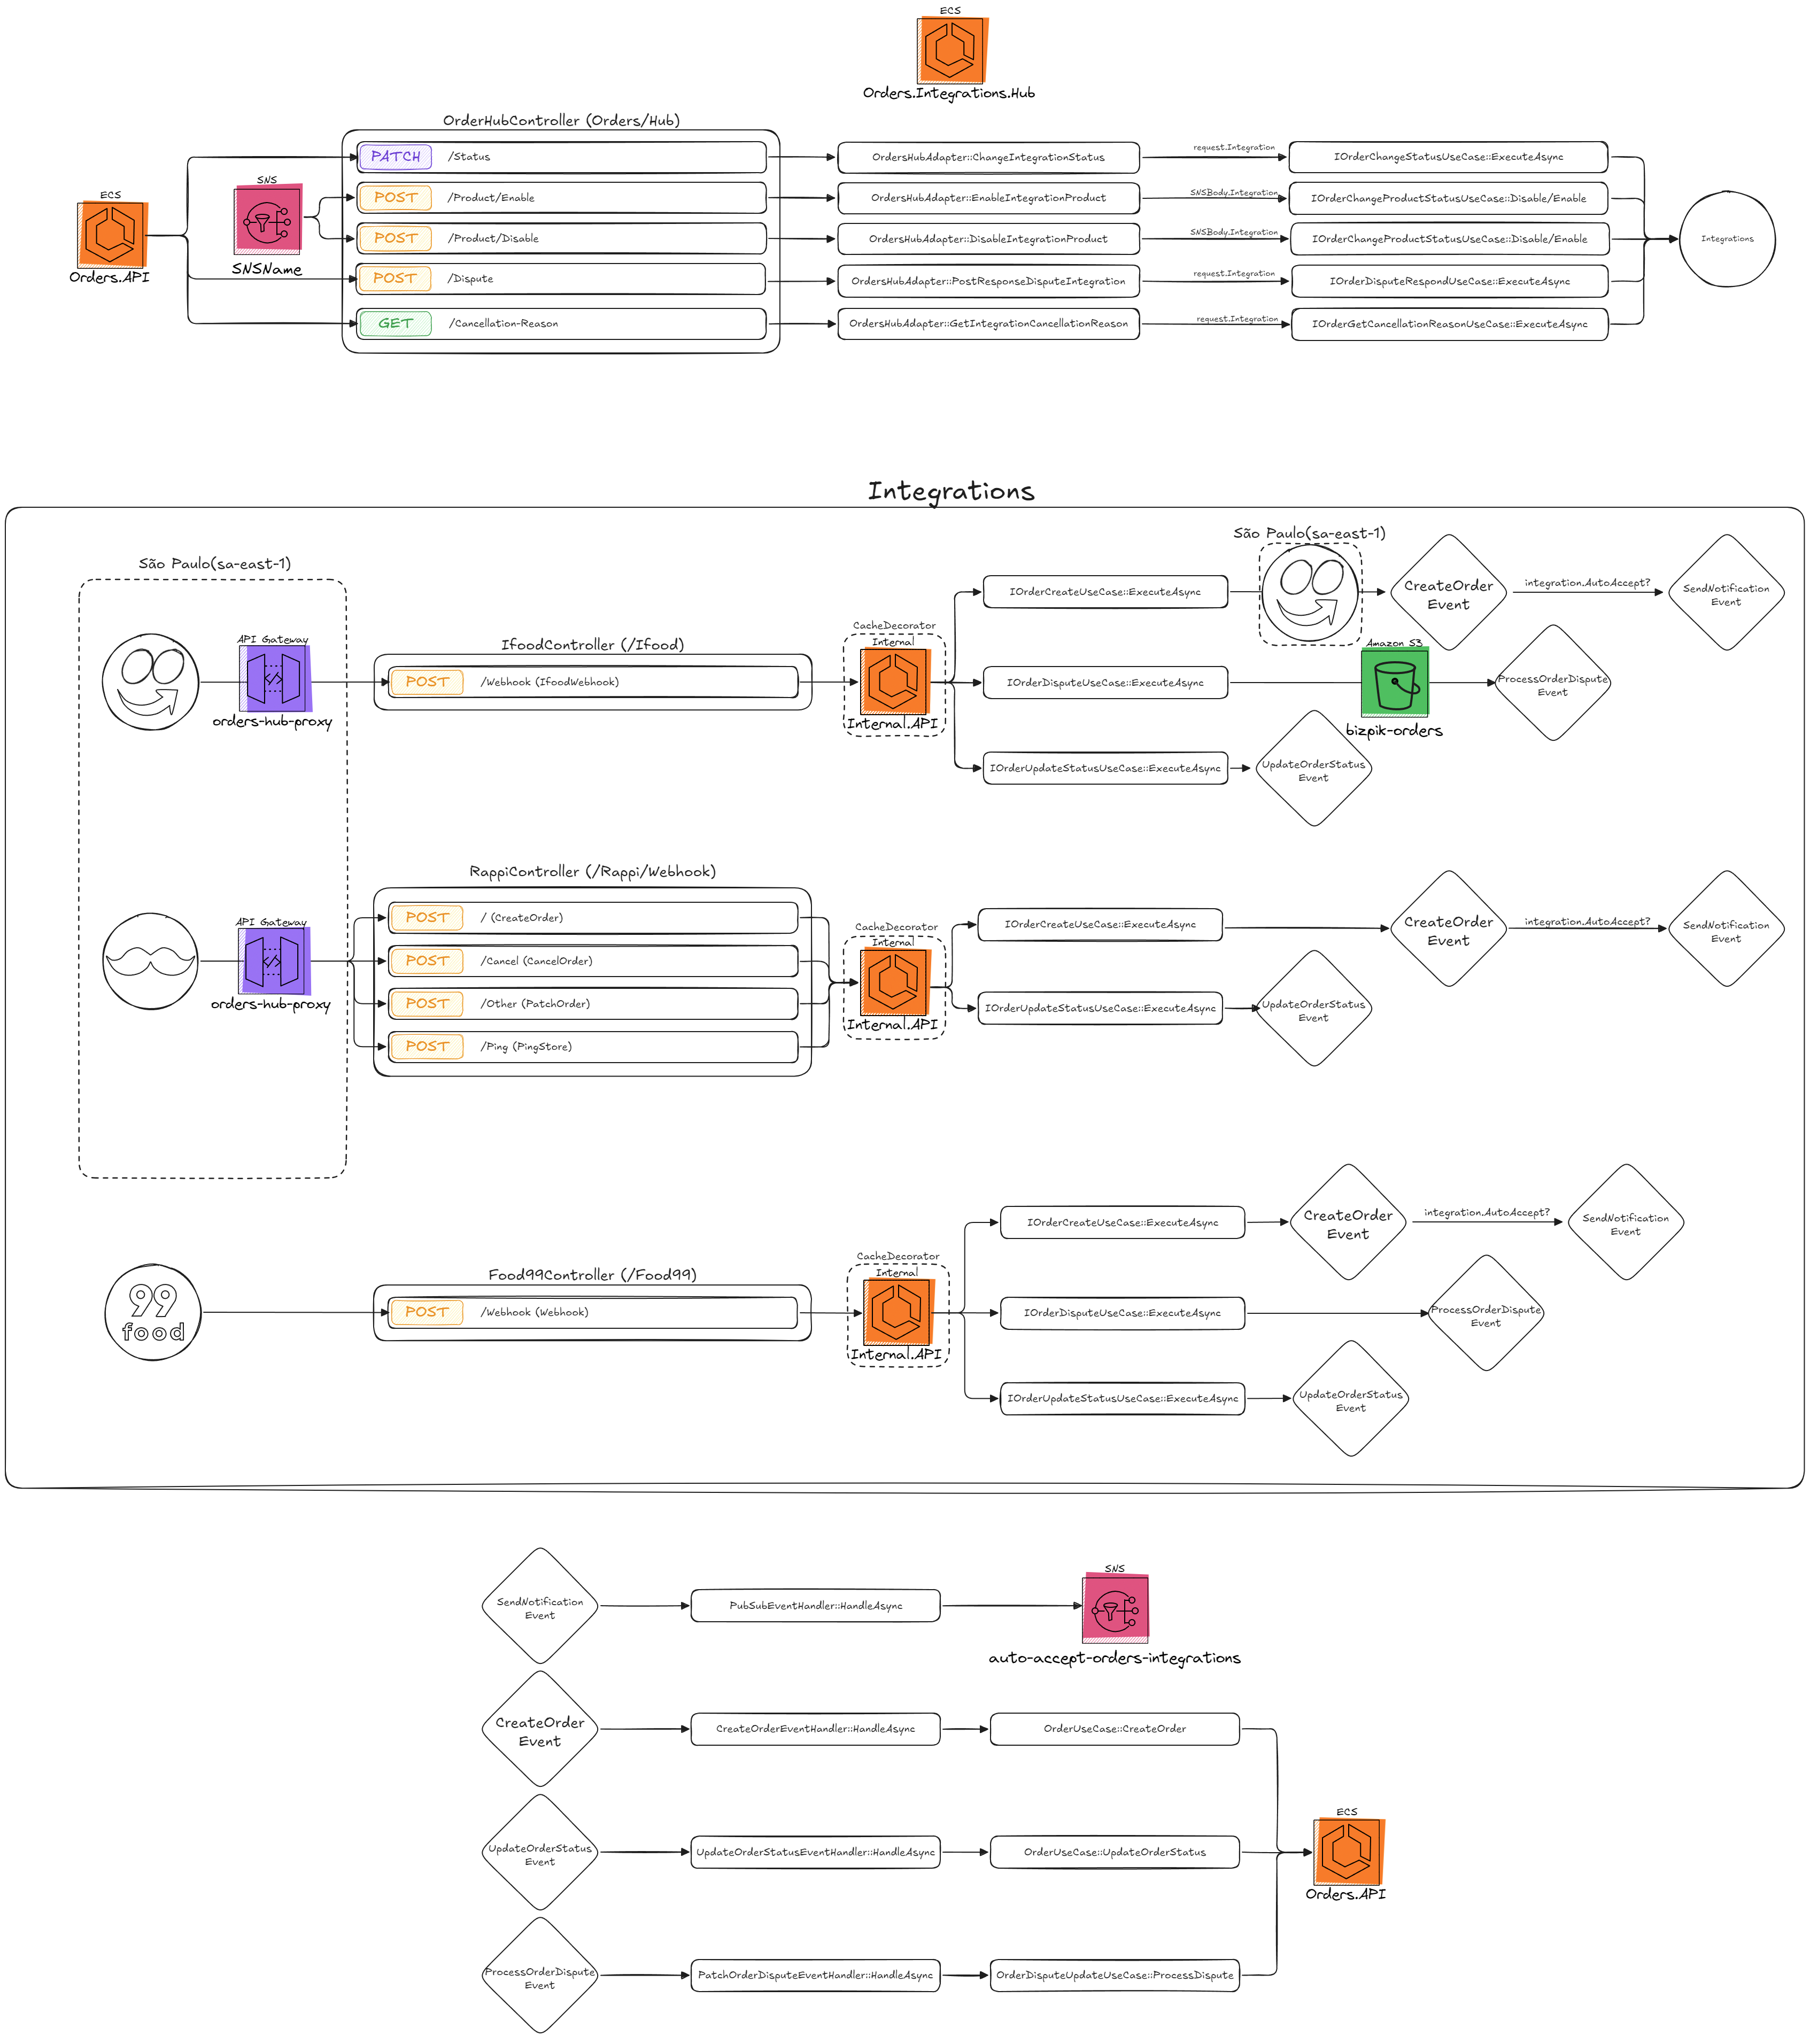 ECS
Orders.Integrations.Hub
OrderHubController (Orders/Hub)
PATCH /Status
OrdersHubAdapter::ChangeIntegrationStatus
request.Integration
IOrderChangeStatusUseCase::ExecuteAsync
ECS
Orders.API
SNS
SNSName
POST /Product/Enable
OrdersHubAdapter::EnableIntegrationProduct
SNSBody.Integration
IOrderChangeProductStatusUseCase::Disable/Enable
POST /Product/Disable
OrdersHubAdapter::DisableIntegrationProduct
SNSBody.Integration
IOrderChangeProductStatusUseCase::Disable/Enable
Integrations
POST /Dispute
OrdersHubAdapter::PostResponseDisputeIntegration
request.Integration
IOrderDisputeRespondUseCase::ExecuteAsync
GET /Cancellation-Reason
OrdersHubAdapter::GetIntegrationCancellationReason
request.Integration
IOrderGetCancellationReasonUseCase::ExecuteAsync
Integrations
São Paulo(sa-east-1)
São Paulo(sa-east-1)
API Gateway
orders-hub-proxy
IfoodController (/Ifood)
POST /Webhook (IfoodWebhook)
CacheDecorator
Internal
Internal.API
IOrderCreateUseCase::ExecuteAsync
CreateOrder
Event
integration.AutoAccept?
SendNotification
Event
IOrderDisputeUseCase::ExecuteAsync
Amazon S3
bizpik-orders
ProcessOrderDispute
Event
IOrderUpdateStatusUseCase::ExecuteAsync
UpdateOrderStatus
Event
API Gateway
orders-hub-proxy
RappiController (/Rappi/Webhook)
POST / (CreateOrder)
POST /Cancel (CancelOrder)
POST /Other (PatchOrder)
POST /Ping (PingStore)
CacheDecorator
Internal
Internal.API
IOrderCreateUseCase::ExecuteAsync
CreateOrder
Event
integration.AutoAccept?
SendNotification
Event
IOrderUpdateStatusUseCase::ExecuteAsync
UpdateOrderStatus
Event
99
food
Food99Controller (/Food99)
POST /Webhook (Webhook)
CacheDecorator
Internal
Internal.API
IOrderCreateUseCase::ExecuteAsync
CreateOrder
Event
integration.AutoAccept?
SendNotification
Event
IOrderDisputeUseCase::ExecuteAsync
ProcessOrderDispute
Event
IOrderUpdateStatusUseCase::ExecuteAsync
UpdateOrderStatus
Event
SendNotification
Event
PubSubEventHandler::HandleAsync
SNS
auto-accept-orders-integrations
CreateOrder
Event
CreateOrderEventHandler::HandleAsync
OrderUseCase::CreateOrder
UpdateOrderStatus
Event
UpdateOrderStatusEventHandler::HandleAsync
OrderUseCase::UpdateOrderStatus
ECS
Orders.API
ProcessOrderDispute
Event
PatchOrderDisputeEventHandler::HandleAsync
OrderDisputeUpdateUseCase::ProcessDispute